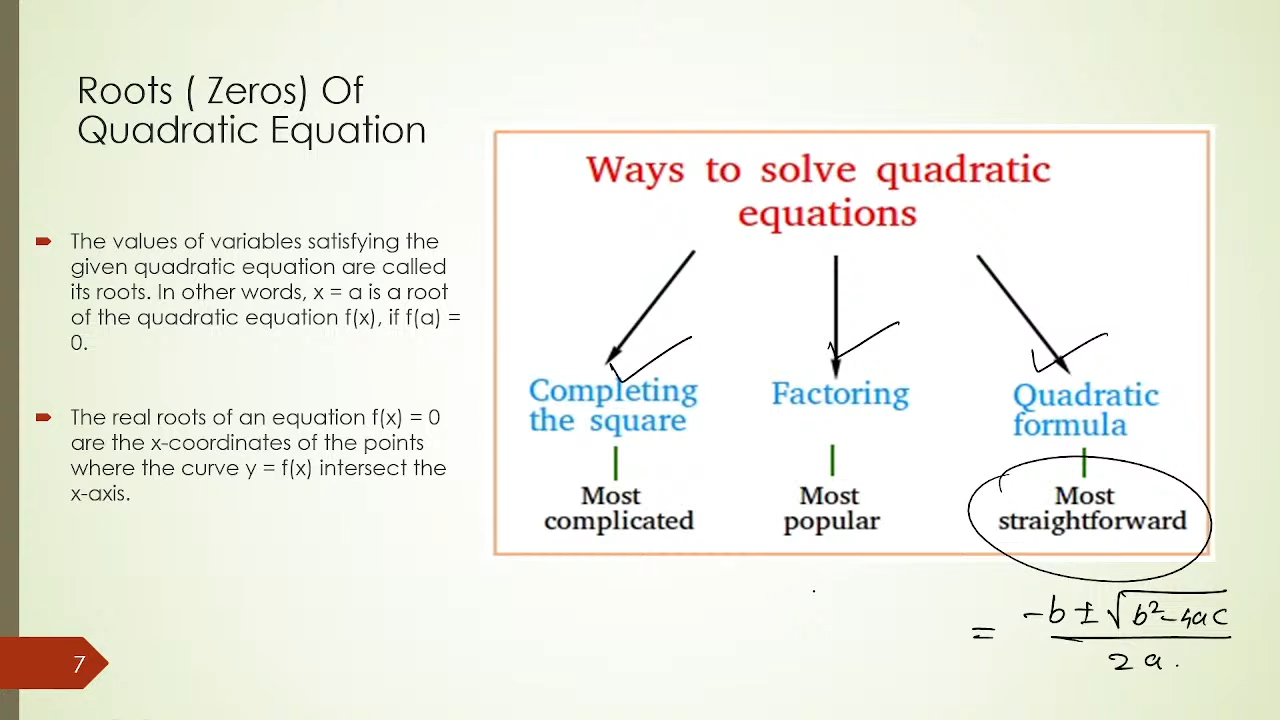 Roots ( Zeros) Of
Quadratic Equation
The values of variables satisfying the
given quadratic equation are called
its roots. In other words, x = a is a root
of the quadratic equation f(x), if f(a) =
0.
The real roots of an equation f(x) = 0
are the x-coordinates of the points
where the curve y = f(x) intersect the
x-axis.
Ways to solve quadratic
equations
Completing
the square
Most
complicated
Factoring
Most
popular
Quadratic
formula
Most
straightforward
= -b ± √b²-4ac
2a.
7